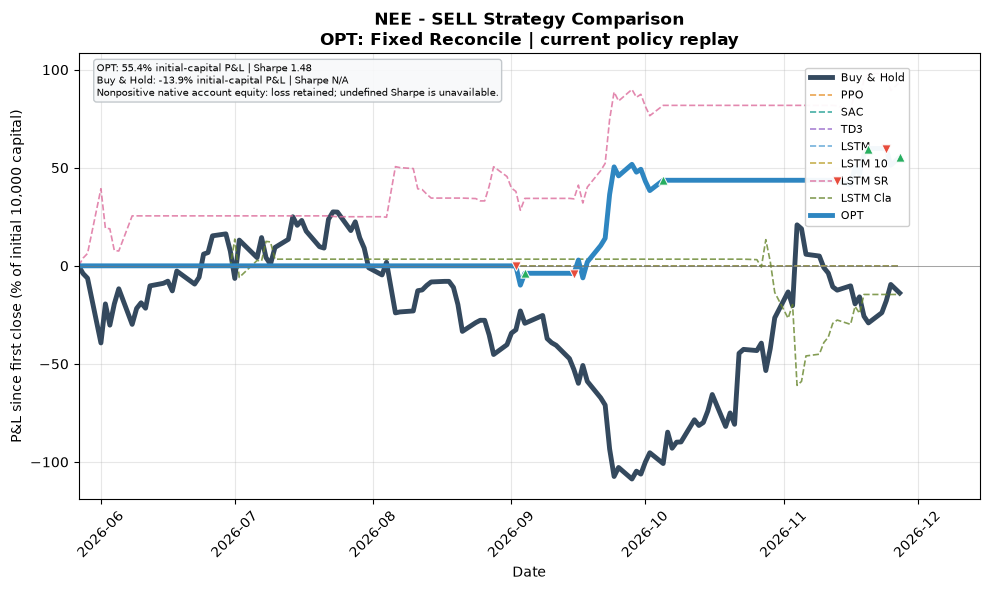 NEE - SELL Strategy Comparison
OPT: Fixed Reconcile | current policy replay
OPT: 55.4% initial-capital P&L | Sharpe 1.48
Buy & Hold: -13.9% initial-capital P&L | Sharpe N/A
Nonpositive native account equity: loss retained; undefined Sharpe is unavailable.
Buy & Hold
PPO
SAC
TD3
LSTM
LSTM 10
LSTM SR
LSTM Cla
OPT
P&L since first close (% of initial 10,000 capital)
100
50
0
−50
−100
2026-06
2026-07
2026-08
2026-09
2026-10
2026-11
2026-12
Date